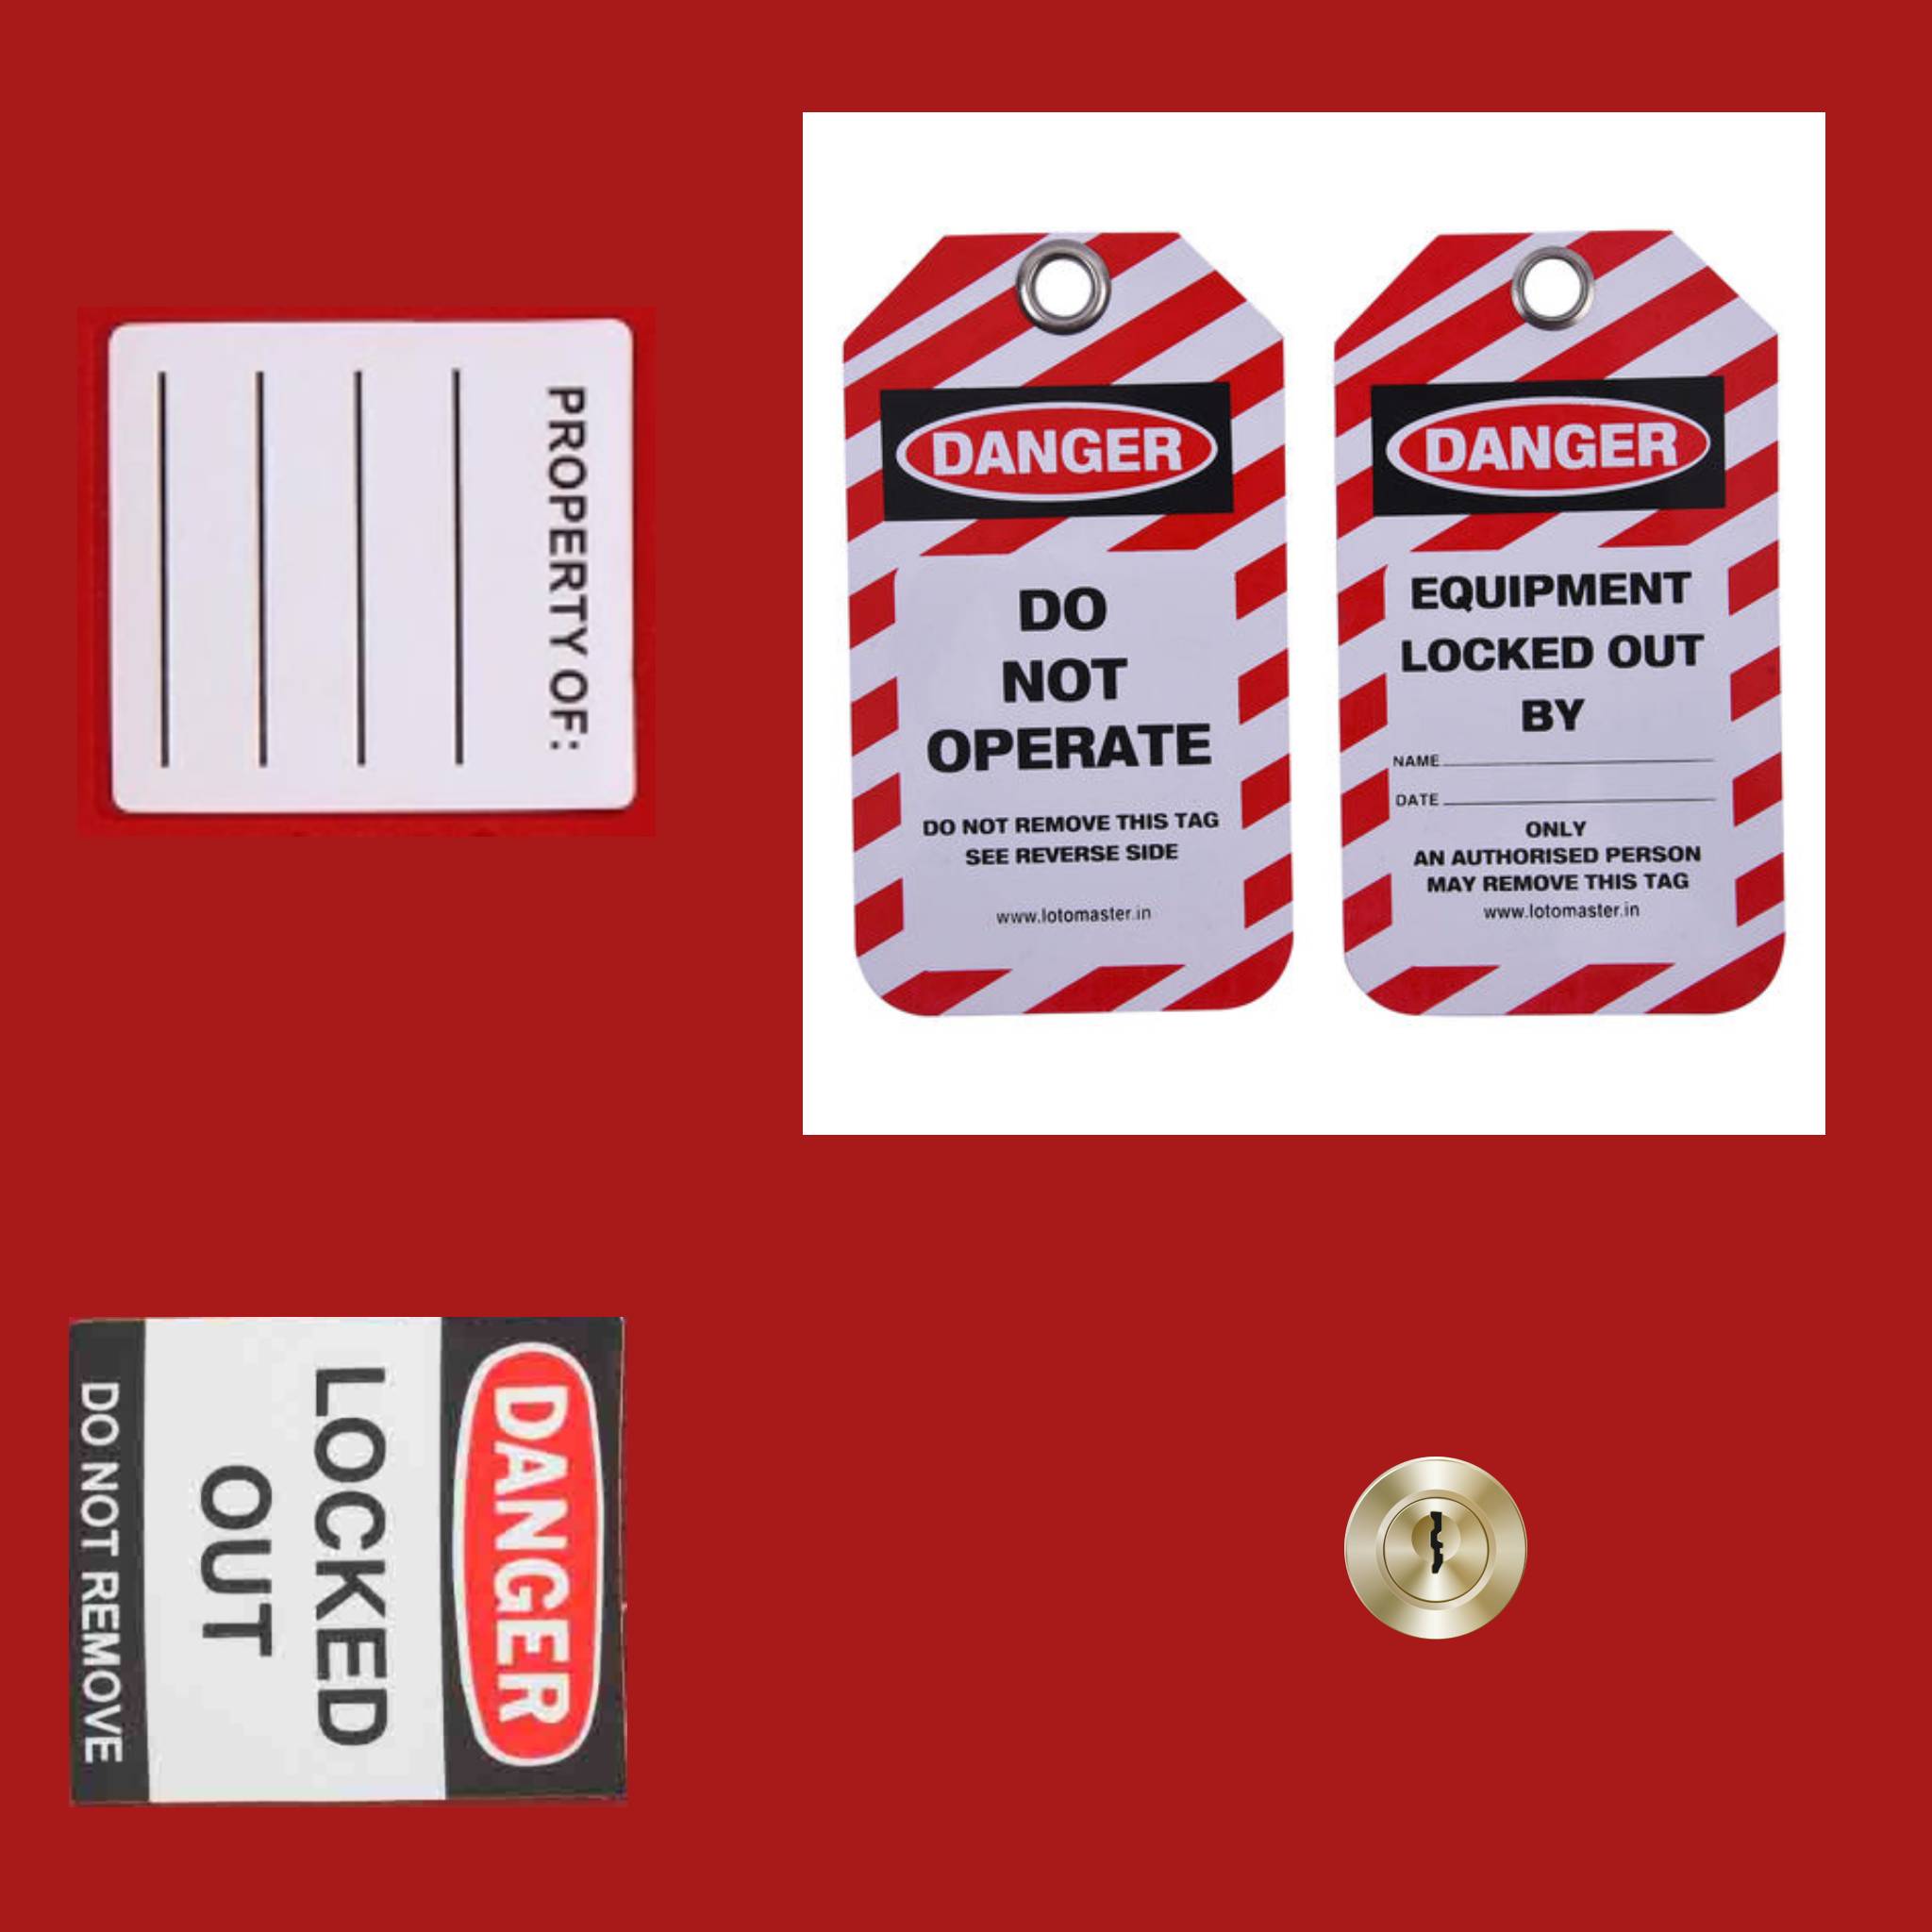 PROPERTY OF:
DANGER
DO
NOT
OPERATE
DO NOT REMOVE THIS TAG
SEE REVERSE SIDE
www.lotomaster.in
DANGER
EQUIPMENT
LOCKED OUT
BY
NAME
DATE
ONLY
AN AUTHORISED PERSON
MAY REMOVE THIS TAG
www.lotomaster.in
DANGER
LOCKED
OUT
DO NOT REMOVE